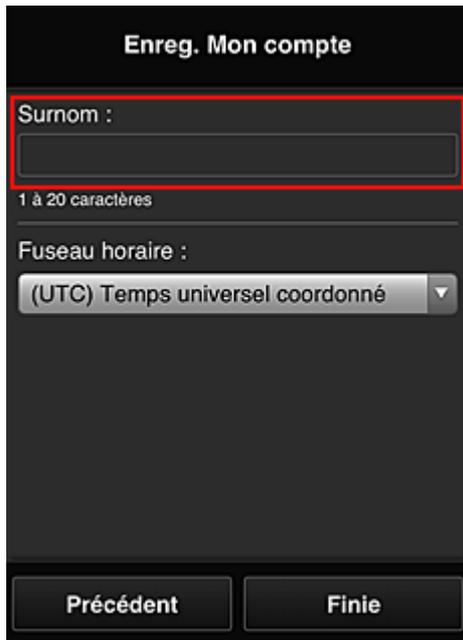 Enreg. Mon compte
Surnom :
1 à 20 caractères
Fuseau horaire :
(UTC) Temps universel coordonné
Précédent
Finie